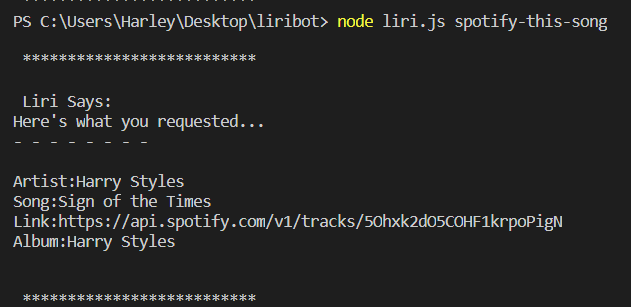 **************************
PS C:\Users\Harley\Desktop\liribot> node liri.js spotify-this-song
**************************
Liri Says:
Here's what you requested...
- - - - - - - -
Artist:Harry Styles
Song:Sign of the Times
Link:https://api.spotify.com/v1/tracks/5Ohxk2dO5COHF1krpoPigN
Album:Harry Styles
**************************